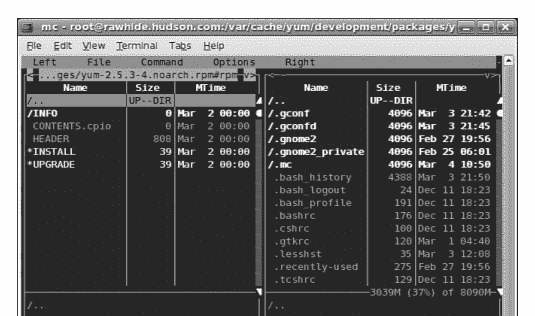 mc - root@rawhide.hudson.com:/var/cache/yum/development/packages/y
File Edit View Terminal Tabs Help
Left File Command Options Right
<-...ges/yum-2.5.3-4.noarch.rpm#rpm-v> <- v>
Name Size MTime Name Size MTime
/.. UP--DIR /.. UP--DIR
/INFO 0 Mar 2 00:00 /.gconf 4096 Mar 3 21:42
CONTENTS.cpio 0 Mar 2 00:00 /.gconfd 4096 Mar 3 21:45
HEADER 808 Mar 2 00:00 /.gnome2 4096 Feb 27 19:56
*INSTALL 39 Mar 2 00:00 /.gnome2_private 4096 Feb 25 06:01
*UPGRADE 39 Mar 2 00:00 /.mc 4096 Mar 4 10:50
.bash_history 4388 Mar 3 21:50
.bash_logout 24 Dec 11 18:23
.bash_profile 191 Dec 11 18:23
.bashrc 176 Dec 11 18:23
.cshrc 100 Dec 11 18:23
.gtkrc 120 Mar 1 04:40
.lesshst 35 Mar 3 12:08
.recently-used 275 Feb 27 19:56
.tcshrc 129 Dec 11 18:23
3039M (37%) of 8090M
/.. /..